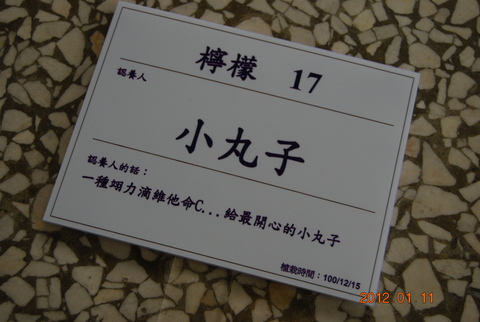 檸檬 17
認養人
小丸子
認養人的話：
一種翊力滴維他命C...給最開心的小丸子
植栽時間：100/12/15
2012 01 11